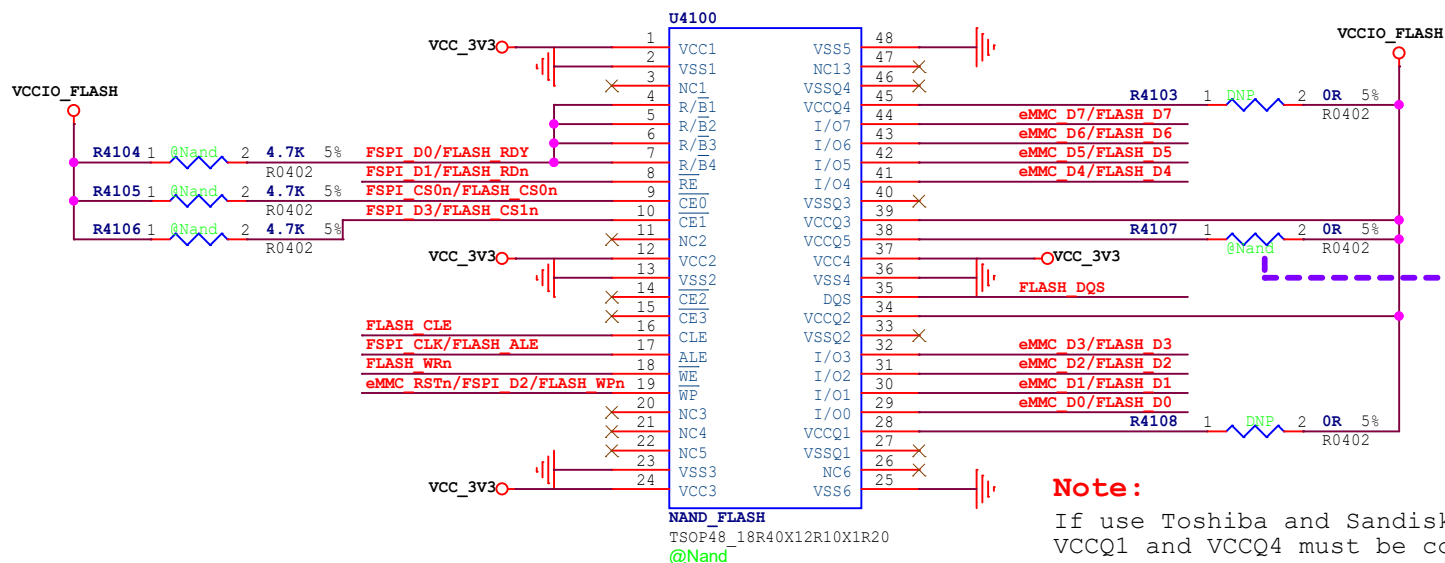 U4100
VCC_3V3 1 VCC1 VSS5 48
2 VSS1 NC13 47
3 NC1 VSSQ4 46
4 R/B1 VCCQ4 45 R4103 1 DNP 2 0R 5% R0402
5 R/B2 I/O7 44 eMMC_D7/FLASH_D7
6 R/B3 I/O6 43 eMMC_D6/FLASH_D6
VCCIO_FLASH
VCCIO_FLASH
R4104 1 @Nand 2 4.7K 5% R0402 FSPI_D0/FLASH_RDY 7 R/B4 I/O5 42 eMMC_D5/FLASH_D5
FSPI_D1/FLASH_RDn 8 RE I/O4 41 eMMC_D4/FLASH_D4
R4105 1 @Nand 2 4.7K 5% R0402 FSPI_CS0n/FLASH_CS0n 9 CE0 VSSQ3 40
R4106 1 @Nand 2 4.7K 5% R0402 FSPI_D3/FLASH_CS1n 10 CE1 VCCQ3 39
11 NC2 VCCQ5 38 R4107 1 @Nand 2 0R 5% R0402
VCC_3V3 12 VCC2 VCC4 37 VCC_3V3
13 VSS2 VSS4 36
14 CE2 DQS 35 FLASH_DQS
15 CE3 VCCQ2 34
FLASH_CLE 16 CLE VSSQ2 33
FSPI_CLK/FLASH_ALE 17 ALE I/O3 32 eMMC_D3/FLASH_D3
FLASH_WRn 18 WE I/O2 31 eMMC_D2/FLASH_D2
eMMC_RSTn/FSPI_D2/FLASH_WPn 19 WP I/O1 30 eMMC_D1/FLASH_D1
20 NC3 I/O0 29 eMMC_D0/FLASH_D0
21 NC4 VCCQ1 28 R4108 1 DNP 2 0R 5% R0402
22 NC5 VSSQ1 27
23 VSS3 NC6 26
VCC_3V3 24 VCC3 VSS6 25
NAND_FLASH
TSOP48_18R40X12R10X1R20
@Nand
Note:
If use Toshiba and Sandisk
VCCQ1 and VCCQ4 must be